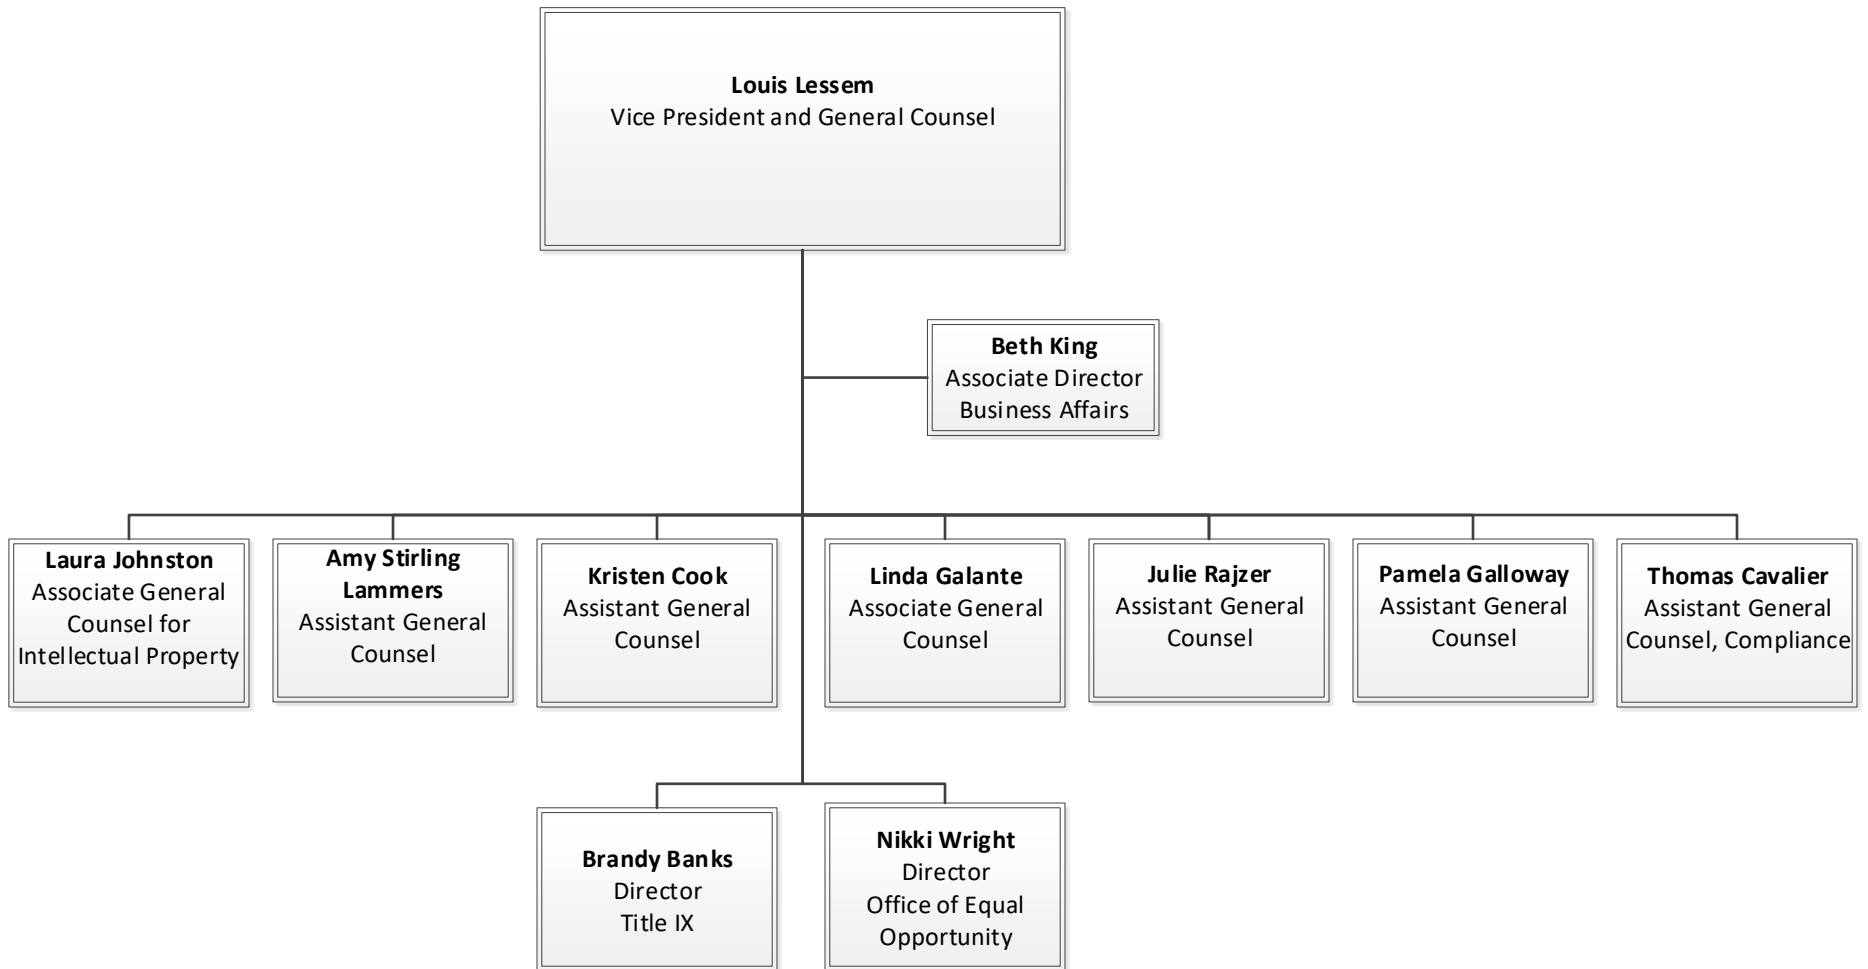 Louis Lessem
Vice President and General Counsel
Beth King
Associate Director
Business Affairs
Laura Johnston
Associate General
Counsel for
Intellectual Property
Amy Stirling
Lammers
Assistant General
Counsel
Kristen Cook
Assistant General
Counsel
Linda Galante
Associate General
Counsel
Julie Rajzer
Assistant General
Counsel
Pamela Galloway
Assistant General
Counsel
Thomas Cavalier
Assistant General
Counsel, Compliance
Brandy Banks
Director
Title IX
Nikki Wright
Director
Office of Equal
Opportunity